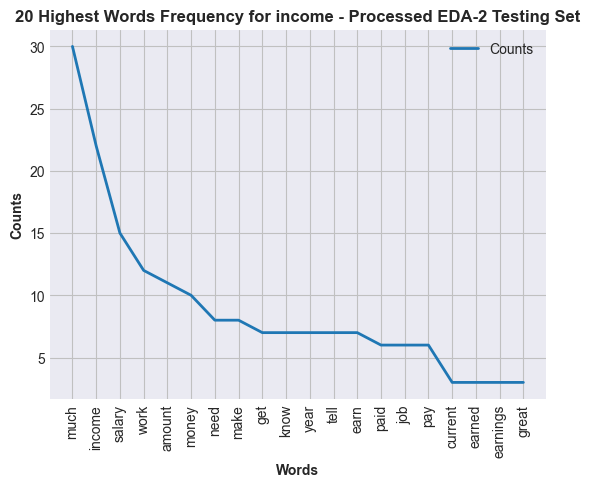 20 Highest Words Frequency for income - Processed EDA-2 Testing Set
Counts
30
25
20
15
10
5
Counts
much
income
salary
work
amount
money
need
make
get
know
year
tell
earn
paid
job
pay
current
earned
earnings
great
Words